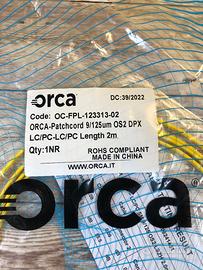 orca
DC:39/2022
Code: OC-FPL-123313-02
ORCA-Patchcord 9/125um OS2 DPX
LC/PC-LC/PC Length 2m
Qty:1NR
ROHS COMPLIANT
MADE IN CHINA
WWW.ORCA.IT
orca